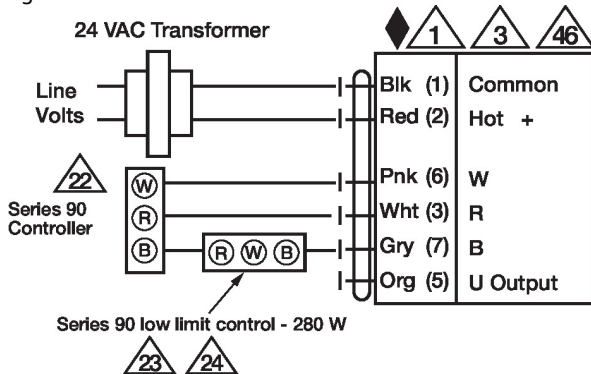 24 VAC Transformer
1 3 46
Line
Volts
Blk (1) Common
Red (2) Hot +
22
Series 90
Controller
W
R
B
R W B
Pnk (6) W
Wht (3) R
Gry (7) B
Org (5) U Output
Series 90 low limit control - 280 W
23 24